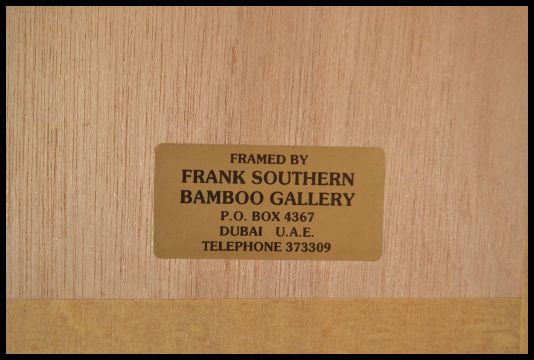 FRAMED BY
FRANK SOUTHERN
BAMBOO GALLERY
P.O. BOX 4367
DUBAI U.A.E.
TELEPHONE 373309